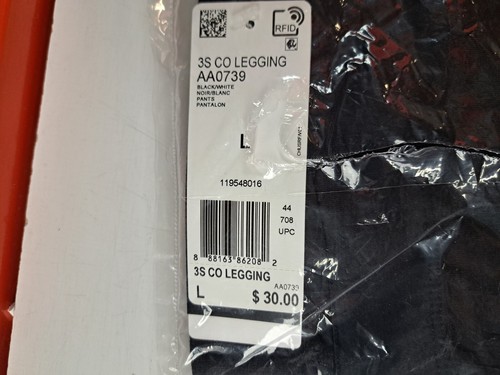 RFID
3S CO LEGGING
AA0739
BLACK/WHITE
NOIR/BLANC
PANTS
PANTALON
L
119548016
44
708
UPC
8 88163 86208 2
3S CO LEGGING
AA0739
L $ 30.00